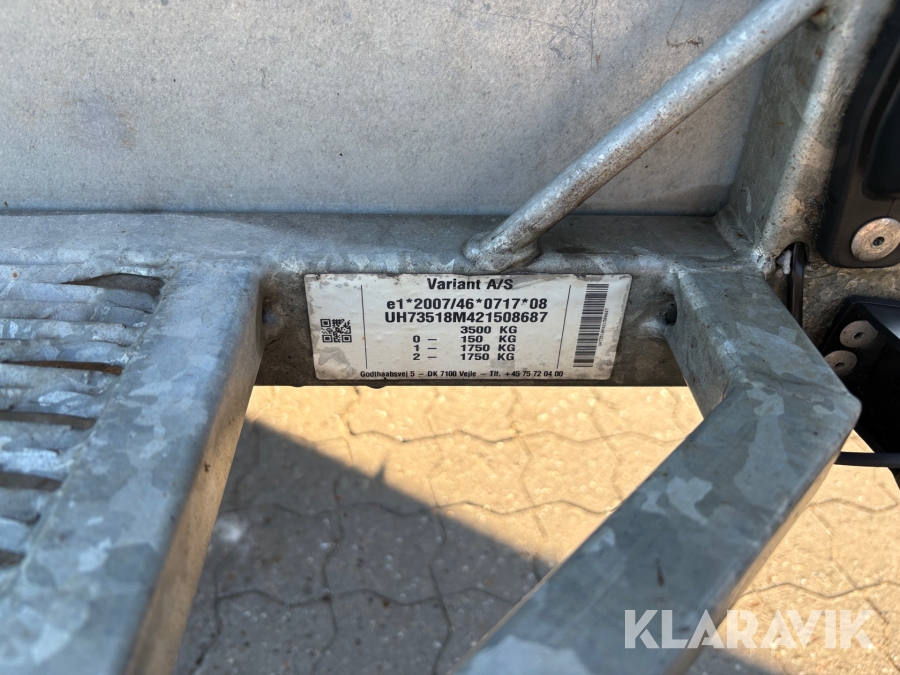 Variant A/S
e1*2007/46*0717*08
UH73518M421508687
3500 KG
0 – 150 KG
1 – 1750 KG
2 – 1750 KG
Godthaabsvej 5 – DK 7100 Vejle – Tlf. +45 75 72 04 00
KLARAVIK